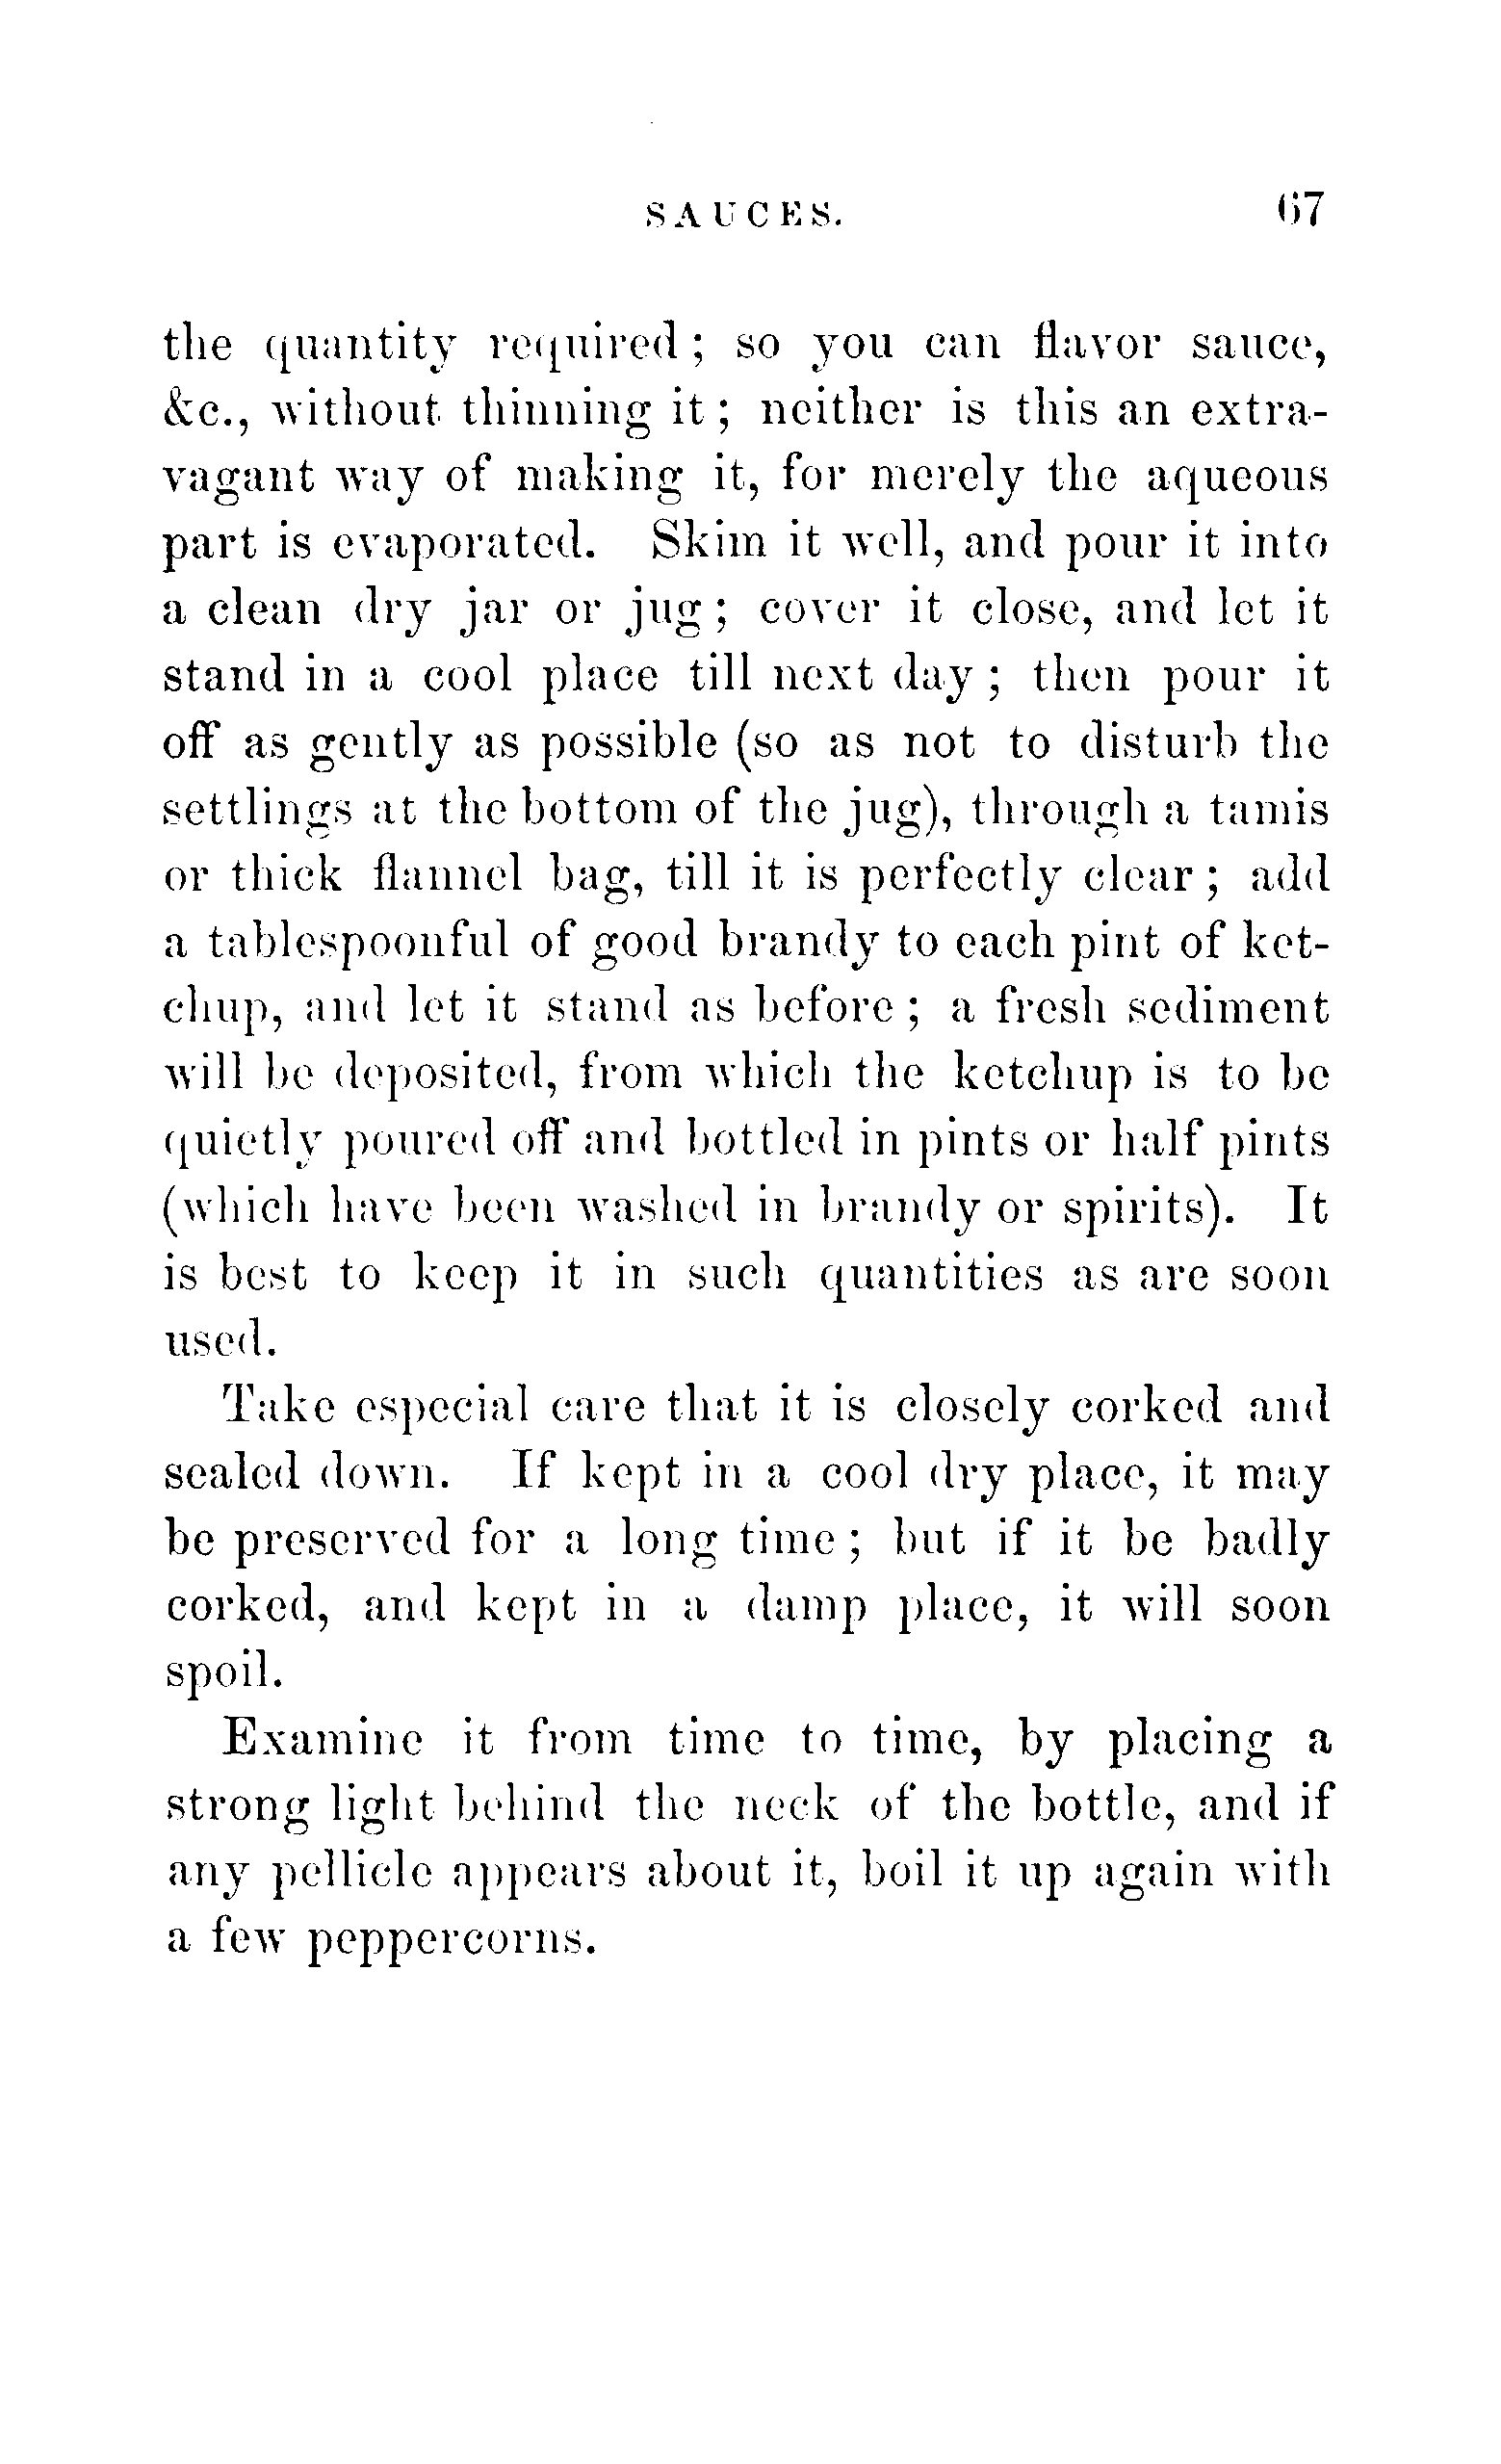 SAUCES. 67
the quantity required; so you can flavor sauce,
&c., without thinning it; neither is this an extra-
vagant way of making it, for merely the aqueous
part is evaporated. Skim it well, and pour it into
a clean dry jar or jug; cover it close, and let it
stand in a cool place till next day; then pour it
off as gently as possible (so as not to disturb the
settlings at the bottom of the jug), through a tamis
or thick flannel bag, till it is perfectly clear; add
a tablespoonful of good brandy to each pint of ket-
chup, and let it stand as before; a fresh sediment
will be deposited, from which the ketchup is to be
quietly poured off and bottled in pints or half pints
(which have been washed in brandy or spirits). It
is best to keep it in such quantities as are soon
used.
Take especial care that it is closely corked and
sealed down. If kept in a cool dry place, it may
be preserved for a long time; but if it be badly
corked, and kept in a damp place, it will soon
spoil.
Examine it from time to time, by placing a
strong light behind the neck of the bottle, and if
any pellicle appears about it, boil it up again with
a few peppercorns.